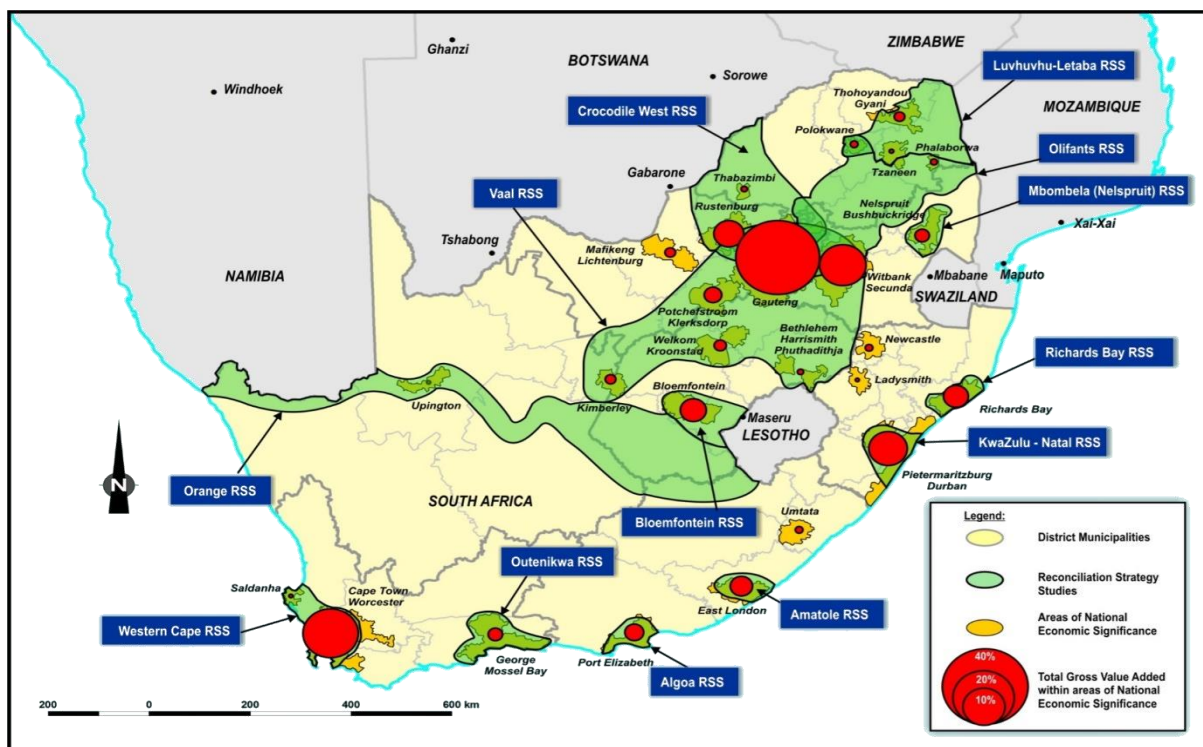 ZIMBABWE
Ghanzi
BOTSWANA
Sorowe
Luvhuvhu-Letaba RSS
Windhoek
Thohoyandou
Gyani
MOZAMBIQUE
Crocodile West RSS
Polokwane
Phalaborwa
Olifants RSS
Tzaneen
Gabarone
Thabazimbi
Mbombela (Nelspruit) RSS
Vaal RSS
Rustenburg
Nelspruit
Bushbuckridge
Xai-Xai
Tshabong
Mafikeng
Lichtenburg
NAMIBIA
Witbank
Secunda
Mbabane
Maputo
Gauteng
SWAZILAND
Potchefstroom
Klerksdorp
Bethlehem
Harrismith
Phuthadithja
Newcastle
Welkom
Kroonstad
Richards Bay RSS
Ladysmith
Bloemfontein
Upington
Kimberley
Maseru
Richards Bay
LESOTHO
KwaZulu - Natal RSS
Orange RSS
N
Pietermaritzburg
Durban
SOUTH AFRICA
Bloemfontein RSS
Umtata
Outenikwa RSS
Saldanha
Cape Town
Worcester
East London
Amatole RSS
Western Cape RSS
George
Mossel Bay
Port Elizabeth
Algoa RSS
200 0 200 400 600 km
Legend:
District Municipalities
Reconciliation Strategy
Studies
Areas of National
Economic Significance
40%
20%
10%
Total Gross Value Added
within areas of National
Economic Significance